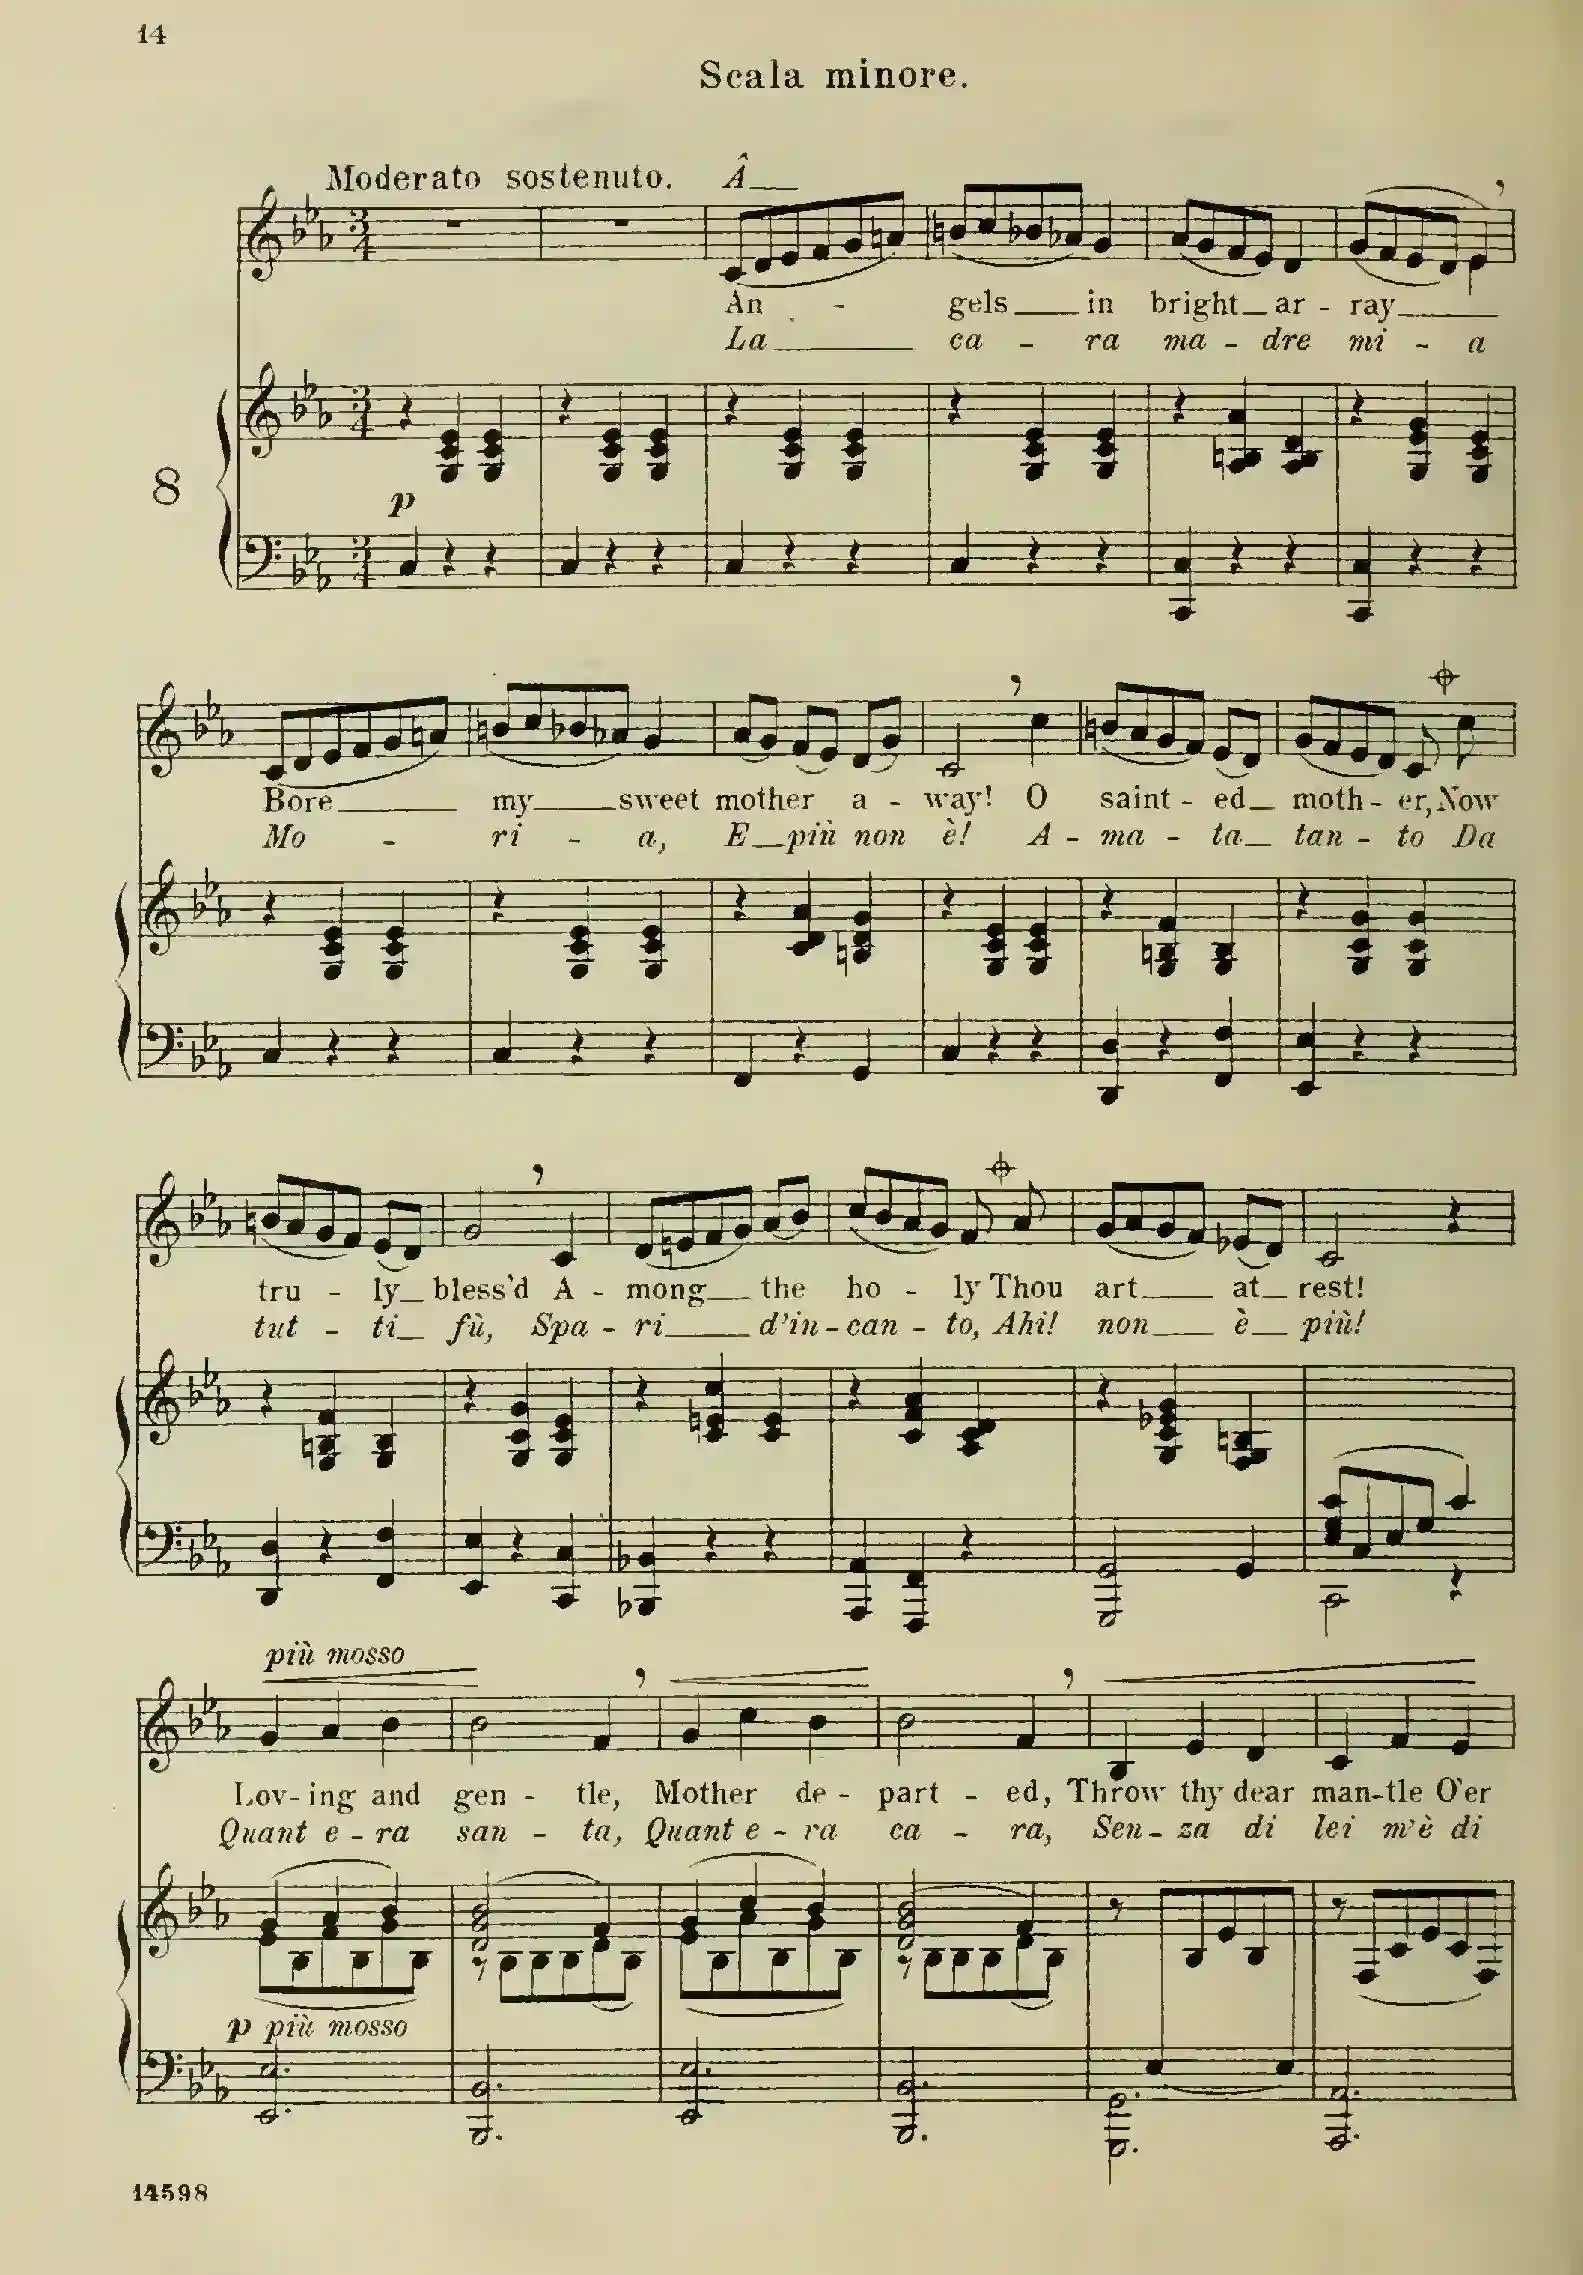 14
Scala minore.
Moderato sostenuto. Â
An - gels in bright ar - ray
La ca - ra ma - dre mi - a
8
p
Bore my sweet mother a - way! O saint - ed moth - er, Now
Mo - ri - a, E più non è! A - ma - ta tan - to Da
tru - ly bless'd A - mong the ho - ly Thou art at rest!
tut - ti fù, Spa - ri d'in - can - to, Ahi! non è più!
più mosso
Lov - ing and gen - tle, Mother de - part - ed, Throw thy dear man - tle O'er
Quant e - ra san - ta, Quant e - ra ca - ra, Sen - za di lei m'è di
p più mosso
14598